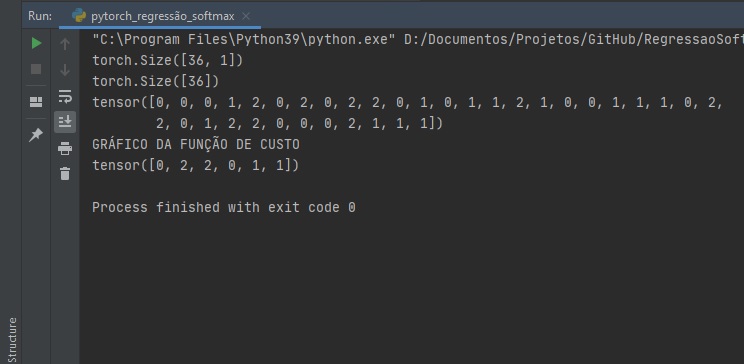 Run: pytorch_regressão_softmax
"C:\Program Files\Python39\python.exe" D:/Documentos/Projetos/GitHub/RegressaoSoft
torch.Size([36, 1])
torch.Size([36])
tensor([0, 0, 0, 1, 2, 0, 2, 0, 2, 2, 0, 1, 0, 1, 1, 2, 1, 0, 0, 1, 1, 1, 0, 2,
2, 0, 1, 2, 2, 0, 0, 0, 2, 1, 1, 1])
GRÁFICO DA FUNÇÃO DE CUSTO
tensor([0, 2, 2, 0, 1, 1])
Process finished with exit code 0
Structure